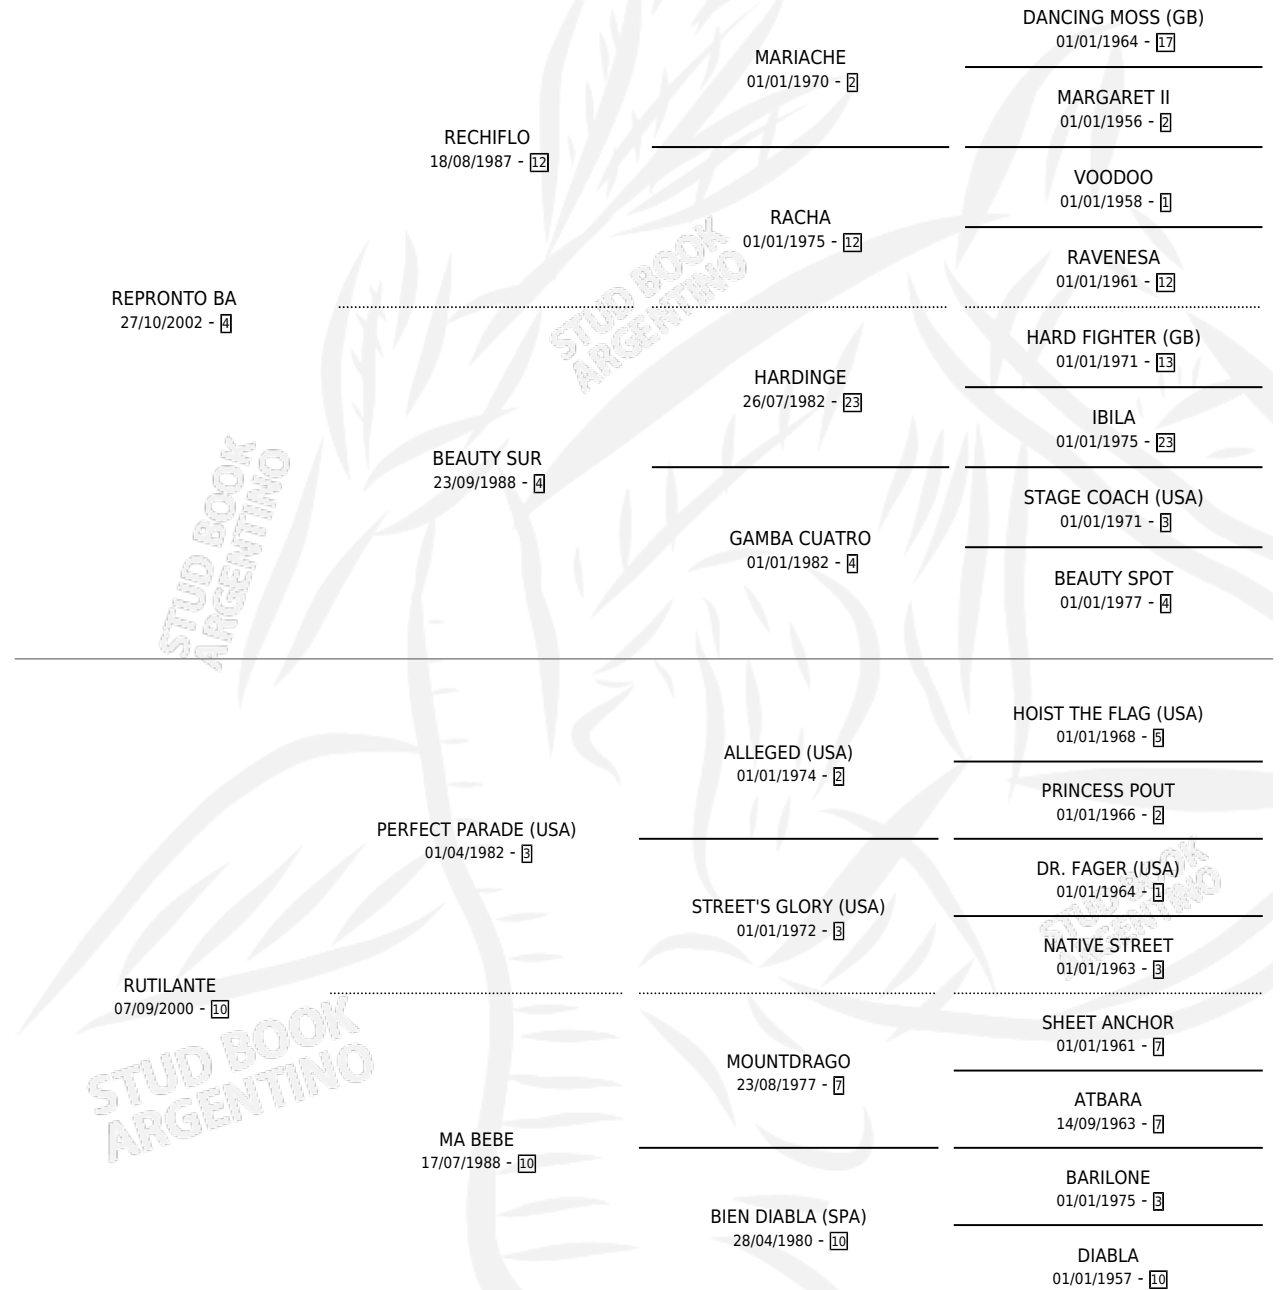 DANCING MOSS (GB)
01/01/1964 - 17
MARIACHE
01/01/1970 - 2
MARGARET II
01/01/1956 - 2
RECHIFLO
18/08/1987 - 12
VOODOO
01/01/1958 - 1
RACHA
01/01/1975 - 12
RAVENESA
01/01/1961 - 12
REPRONTO BA
27/10/2002 - 4
STUD BOOK
ARGENTINO
HARD FIGHTER (GB)
01/01/1971 - 13
HARDINGE
26/07/1982 - 23
IBILA
01/01/1975 - 23
BEAUTY SUR
23/09/1988 - 4
STAGE COACH (USA)
01/01/1971 - 3
GAMBA CUATRO
01/01/1982 - 4
BEAUTY SPOT
01/01/1977 - 4
STUD BOOK
ARGENTINO
HOIST THE FLAG (USA)
01/01/1968 - 5
ALLEGED (USA)
01/01/1974 - 2
PRINCESS POUT
01/01/1966 - 2
PERFECT PARADE (USA)
01/04/1982 - 3
DR. FAGER (USA)
01/01/1964 - 1
STREET'S GLORY (USA)
01/01/1972 - 3
STUD BOOK
ARGENTINO
NATIVE STREET
01/01/1963 - 3
RUTILANTE
07/09/2000 - 10
STUD BOOK
ARGENTINO
SHEET ANCHOR
01/01/1961 - 7
MOUNTDRAGO
23/08/1977 - 7
ATBARA
14/09/1963 - 7
MA BEBE
17/07/1988 - 10
BARILONE
01/01/1975 - 3
BIEN DIABLA (SPA)
28/04/1980 - 10
DIABLA
01/01/1957 - 10